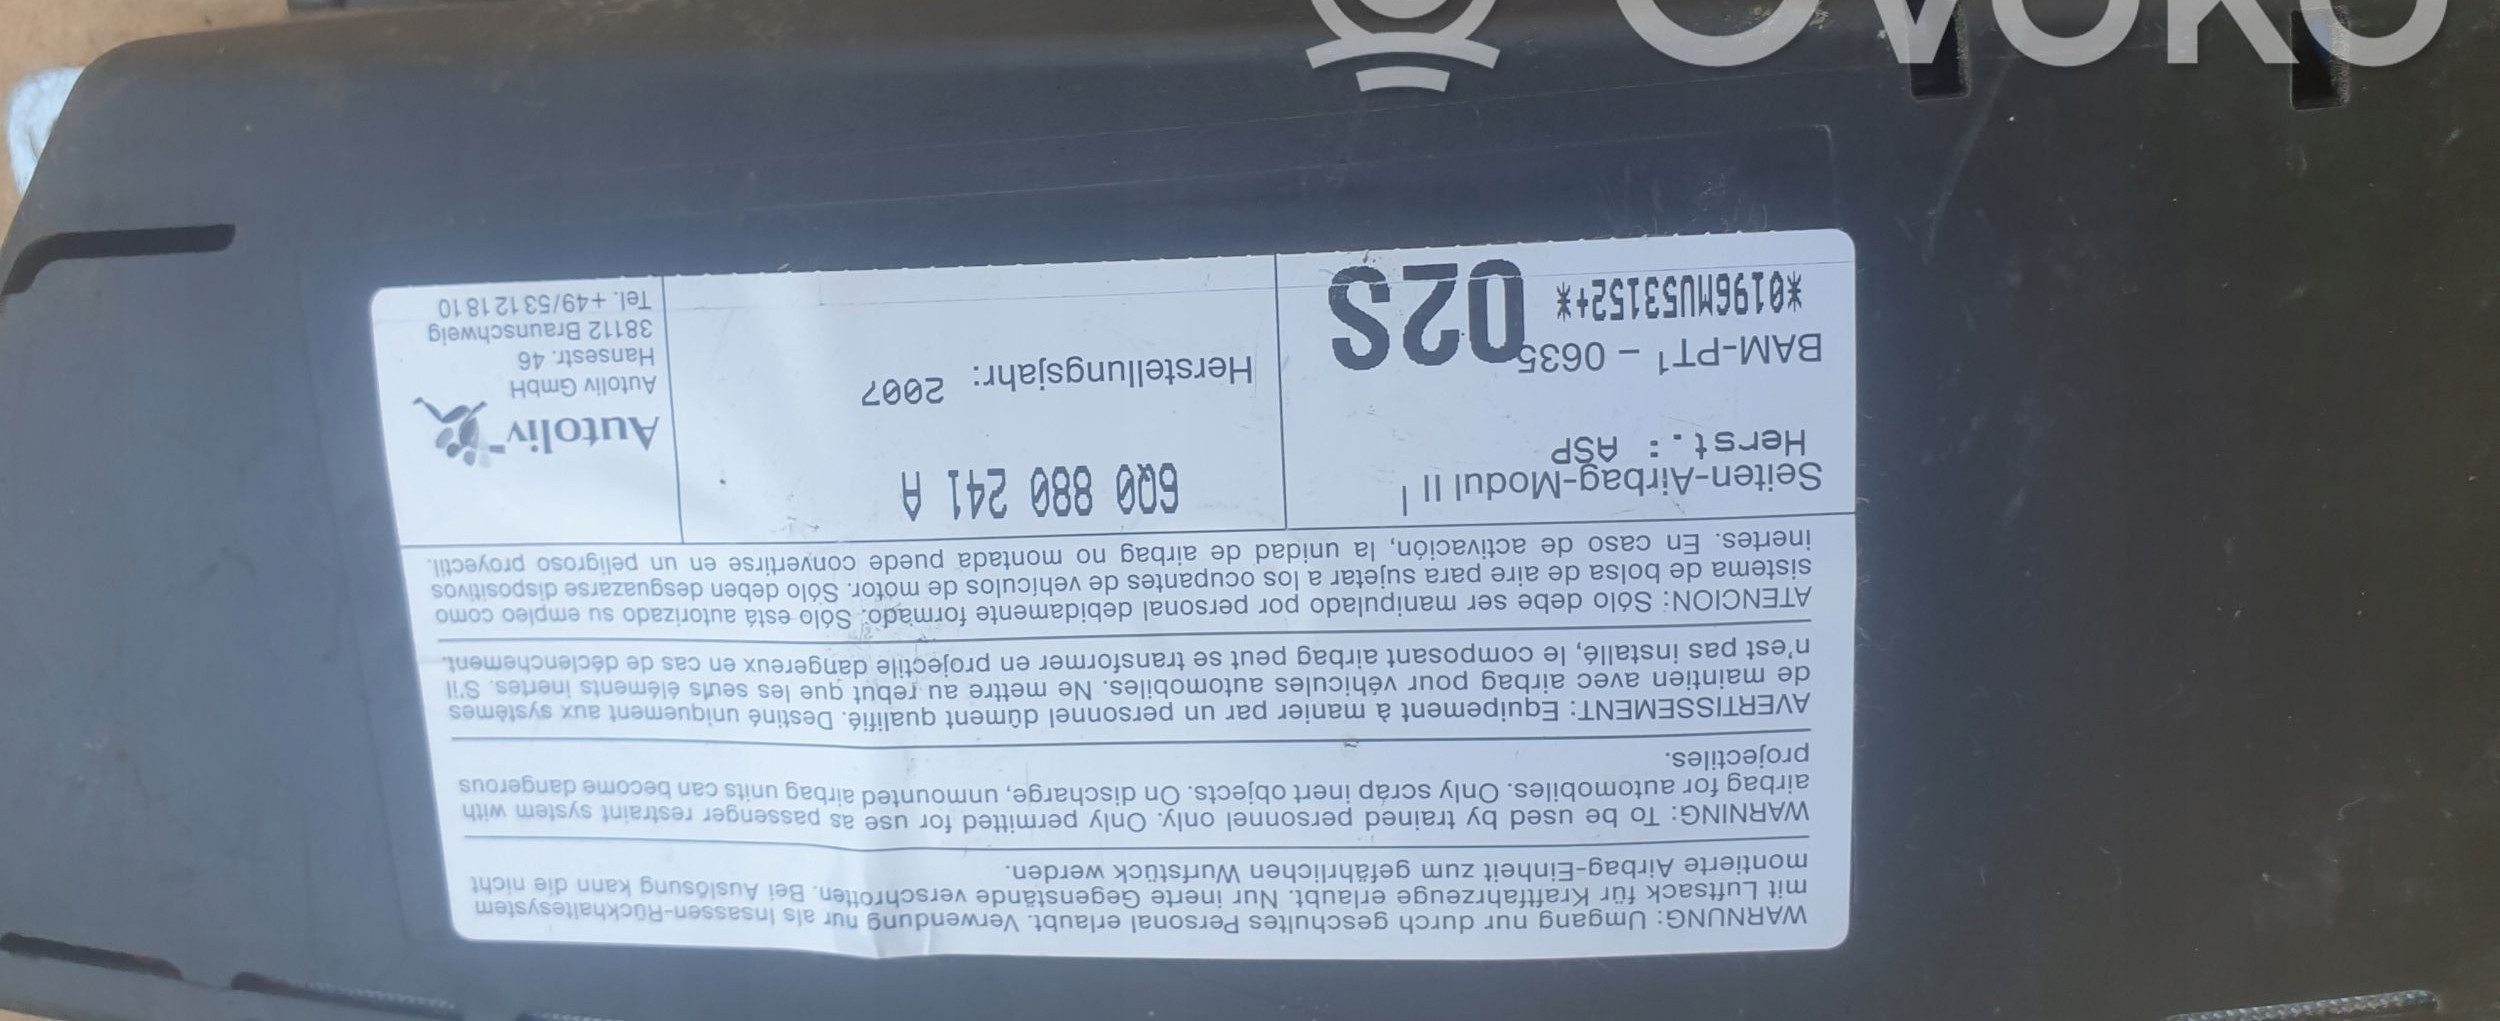 WARNUNG: Umgang nur durch geschultes Personal erlaubt. Verwendung nur als Insassen-Rückhaltesystem
mit Luftsack für Kraftfahrzeuge erlaubt. Nur inerte Gegenstände verschrotten. Bei Auslösung kann die nicht
montierte Airbag-Einheit zum gefährlichen Wurfstück werden.
WARNING: To be used by trained personnel only. Only permitted for use as passenger restraint system with
airbag for automobiles. Only scrap inert objects. On discharge, unmounted airbag units can become dangerous
projectiles.
AVERTISSEMENT: Equipement à manier par un personnel dûment qualifié. Destiné uniquement aux systèmes
de maintien avec airbag pour véhicules automobiles. Ne mettre au rebut que les seuls éléments inertes. S'il
n'est pas installé, le composant airbag peut se transformer en projectile dangereux en cas de déclenchement.
ATENCION: Sólo debe ser manipulado por personal debidamente formado. Sólo está autorizado su empleo como
sistema de bolsa de aire para sujetar a los ocupantes de vehículos de motor. Sólo deben desguazarse dispositivos
inertes. En caso de activación, la unidad de airbag no montada puede convertirse en un peligroso proyectil.
Seiten-Airbag-Modul II |
Herst.: ASP
BAM-PT1 – 0635
*0196MU53152+*
02S
6Q0 880 241 A
Herstellungsjahr: 2007
Autoliv™
Autoliv GmbH
Hansestr. 46
38112 Braunschweig
Tel. +49/53121810
OVOKO